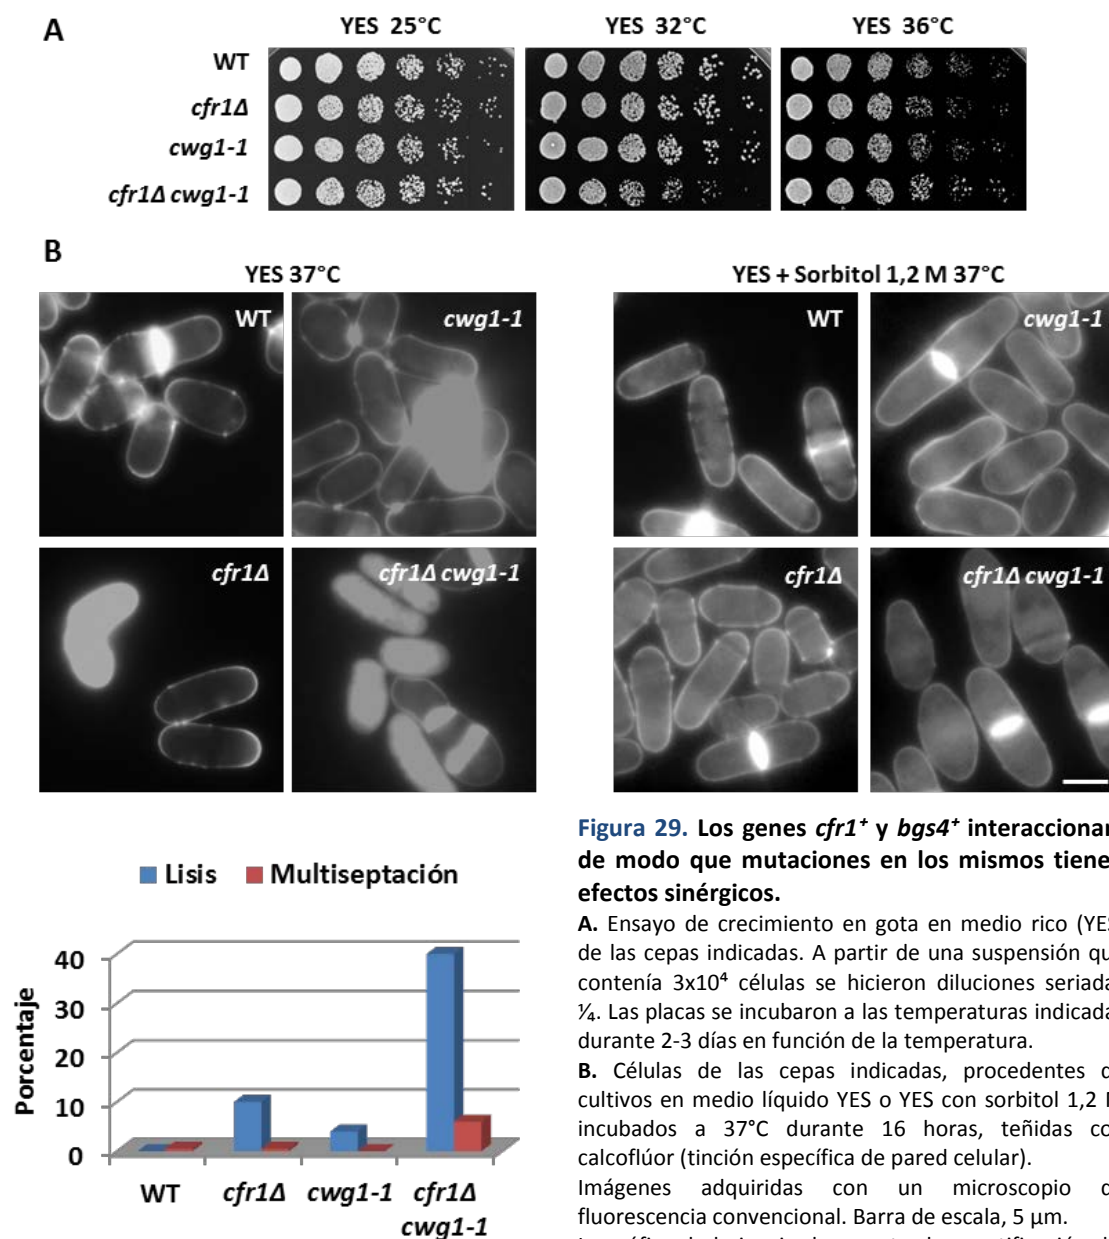 A
YES 25°C
YES 32°C
YES 36°C
WT
cfr1Δ
cwg1-1
cfr1Δ cwg1-1
B
YES 37°C
YES + Sorbitol 1,2 M 37°C
WT
cwg1-1
WT
cwg1-1
cfr1Δ
cfr1Δ cwg1-1
cfr1Δ
cfr1Δ cwg1-1
Figura 29. Los genes cfr1⁺ y bgs4⁺ interaccionan
de modo que mutaciones en los mismos tiene
efectos sinérgicos.
A. Ensayo de crecimiento en gota en medio rico (YES
de las cepas indicadas. A partir de una suspensión qu
contenía 3x10⁴ células se hicieron diluciones seriada
¼. Las placas se incubaron a las temperaturas indicada
durante 2-3 días en función de la temperatura.
B. Células de las cepas indicadas, procedentes d
cultivos en medio líquido YES o YES con sorbitol 1,2
incubados a 37°C durante 16 horas, teñidas co
calcoflúor (tinción específica de pared celular).
Imágenes adquiridas con un microscopio d
fluorescencia convencional. Barra de escala, 5 µm.
Lisis
Multiseptación
Porcentaje
40
30
20
10
0
WT
cfr1Δ
cwg1-1
cfr1Δ
cwg1-1